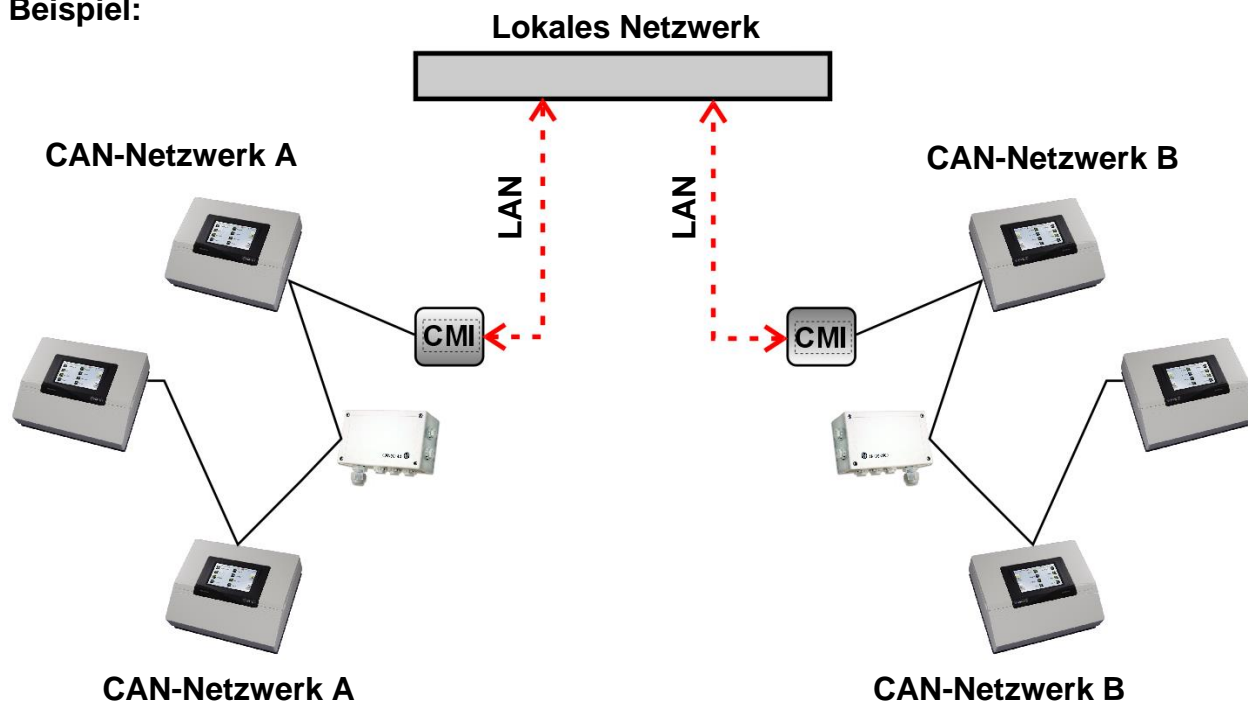 Beispiel:
Lokales Netzwerk
CAN-Netzwerk A
CAN-Netzwerk B
LAN
LAN
CMI
CMI
CAN-Netzwerk A
CAN-Netzwerk B